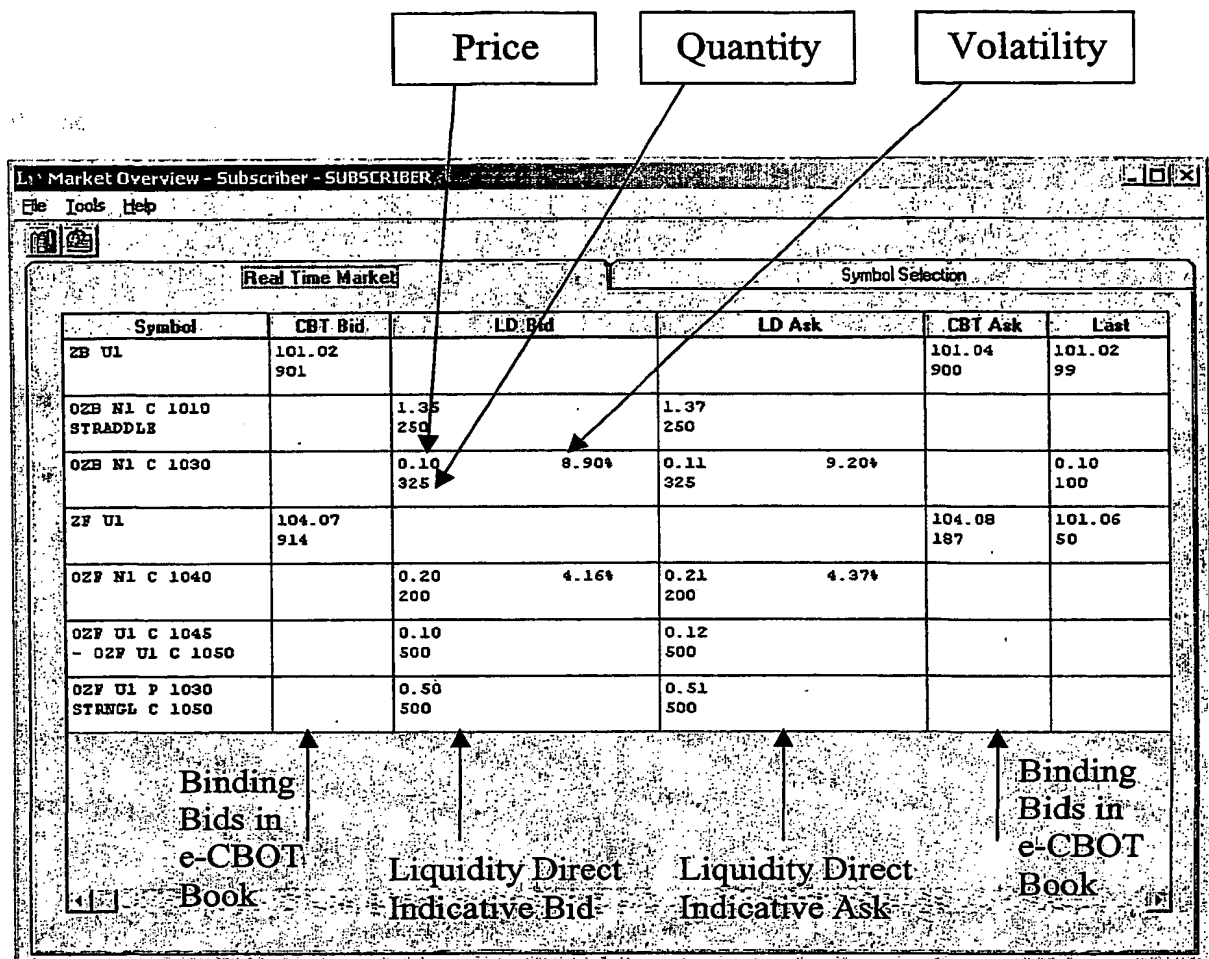 Price Quantity Volatility
Market Overview - Subscriber - SUBSCRIBER
File Tools Help
Real Time Market Symbol Selection
Symbol CBT Bid LD Bid LD Ask CBT Ask Last
ZB U1 101.02 101.04 101.02
901 900 99
OZB N1 C 1010 1.35 1.37
STRADDLE 250 250
OZB N1 C 1030 0.10 8.90% 0.11 9.20% 0.10
325 325 100
ZF U1 104.07 104.08 101.06
914 187 50
OZF N1 C 1040 0.20 4.16% 0.21 4.37%
200 200
OZF U1 C 1045 0.10 0.12
- OZF U1 C 1050 500 500
OZF U1 P 1030 0.50 0.51
STRNGL C 1050 500 500
Binding
Bids in
e-CBOT
Book
Liquidity Direct
Indicative Bid
Liquidity Direct
Indicative Ask
Binding
Bids in
e-CBOT
Book